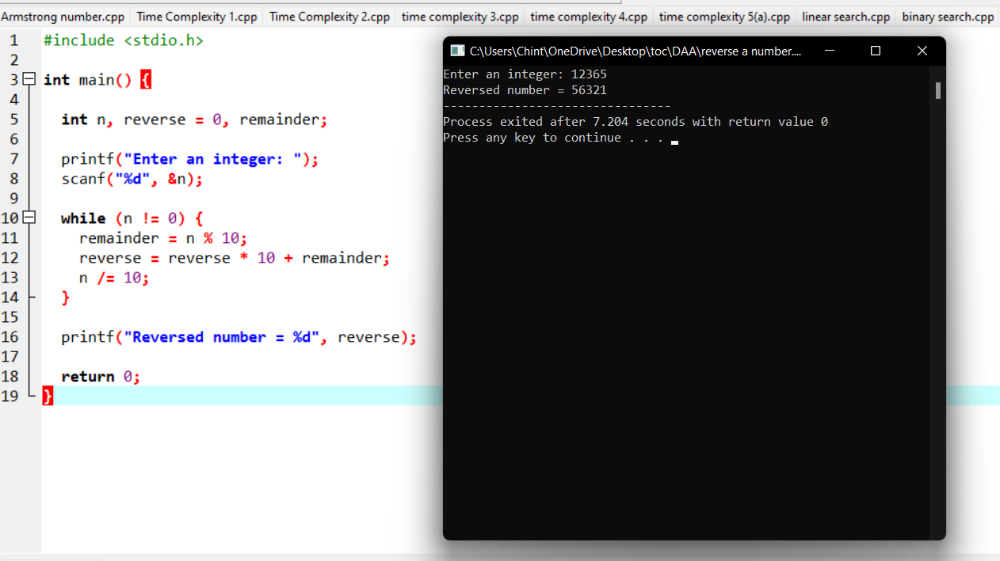 Armstrong number.cpp Time Complexity 1.cpp Time Complexity 2.cpp time complexity 3.cpp time complexity 4.cpp time complexity 5(a).cpp linear search.cpp binary search.cpp
1 #include <stdio.h>
2
3 int main() {
4
5 int n, reverse = 0, remainder;
6
7 printf("Enter an integer: ");
8 scanf("%d", &n);
9
10 while (n != 0) {
11 remainder = n % 10;
12 reverse = reverse * 10 + remainder;
13 n /= 10;
14 }
15
16 printf("Reversed number = %d", reverse);
17
18 return 0;
19 }
C:\Users\Chint\OneDrive\Desktop\toc\DAA\reverse a number....
Enter an integer: 12365
Reversed number = 56321
--------------------------------
Process exited after 7.204 seconds with return value 0
Press any key to continue . . .